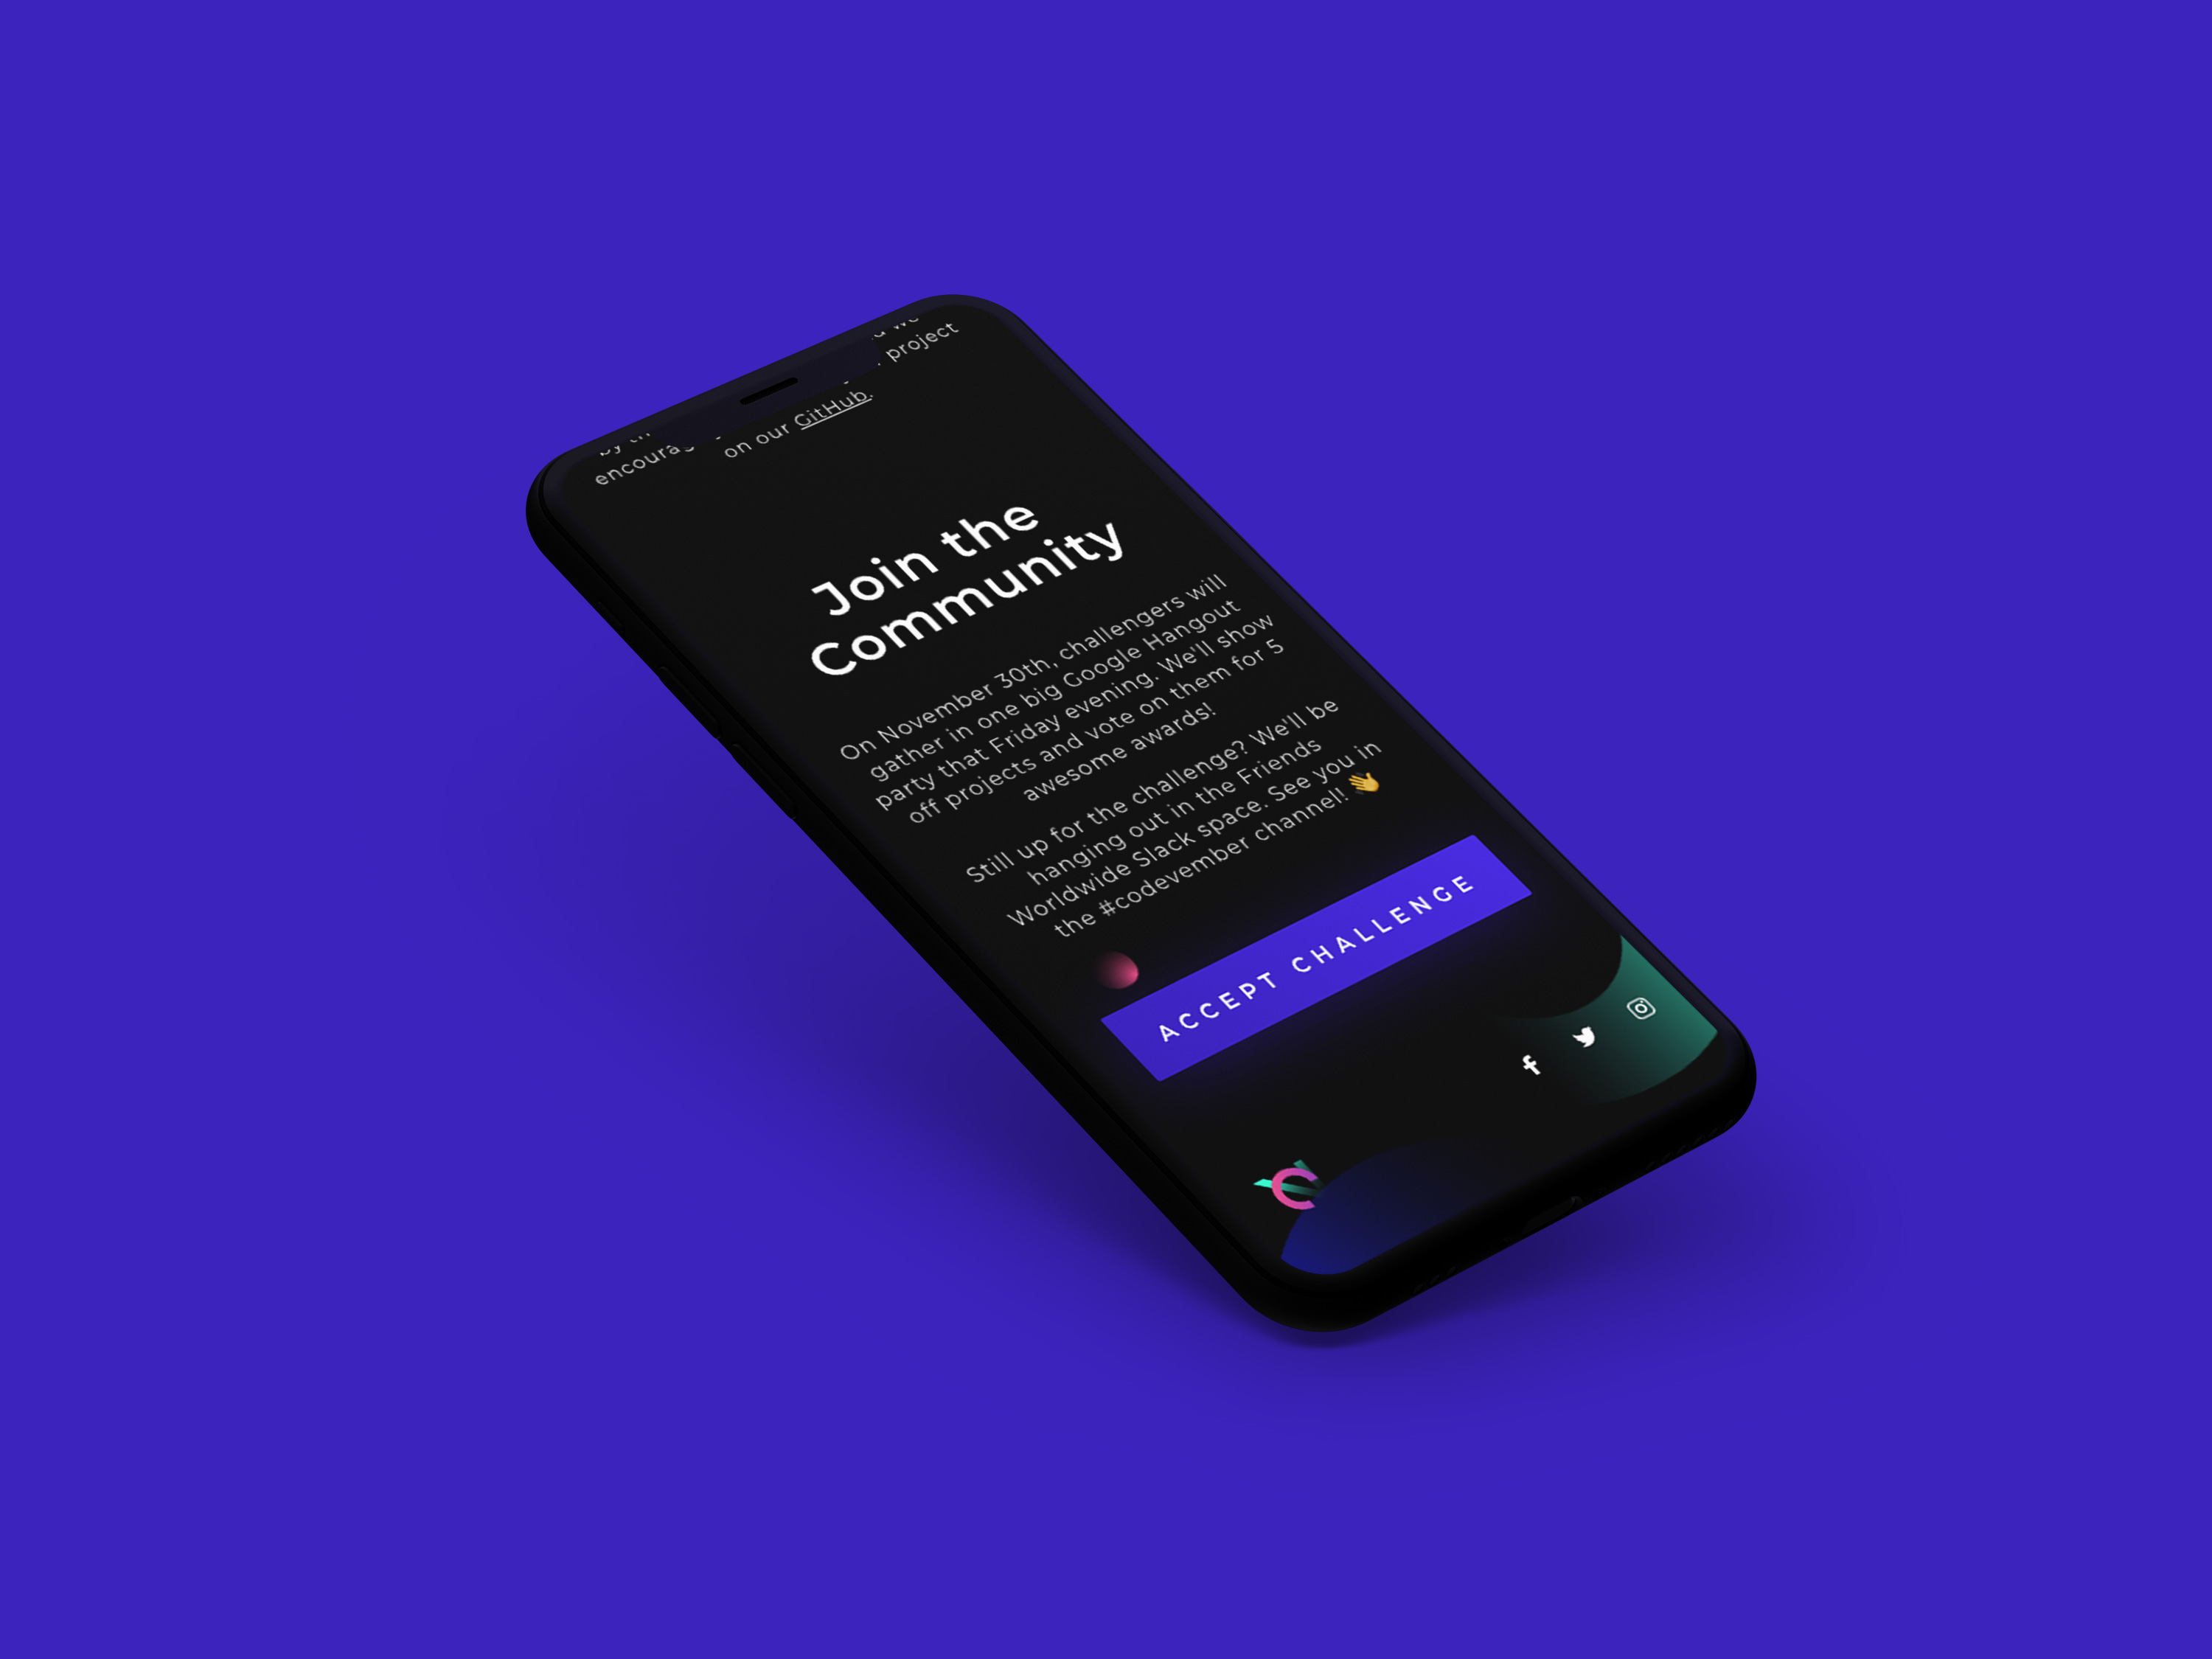 project
on our GitHub.
Join the
Community
On November 30th, challengers will
gather in one big Google Hangout
party that Friday evening. We'll show
off projects and vote on them for 5
awesome awards!
Still up for the challenge? We'll be
hanging out in the Friends
Worldwide Slack space. See you in
the #codevember channel! 👋
ACCEPT CHALLENGE